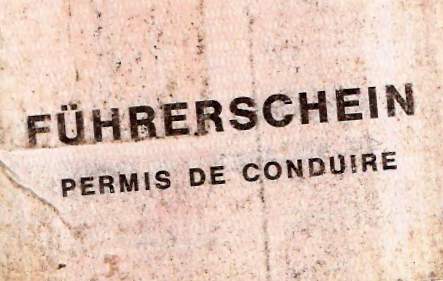 FÜHRERSCHEIN
PERMIS DE CONDUIRE